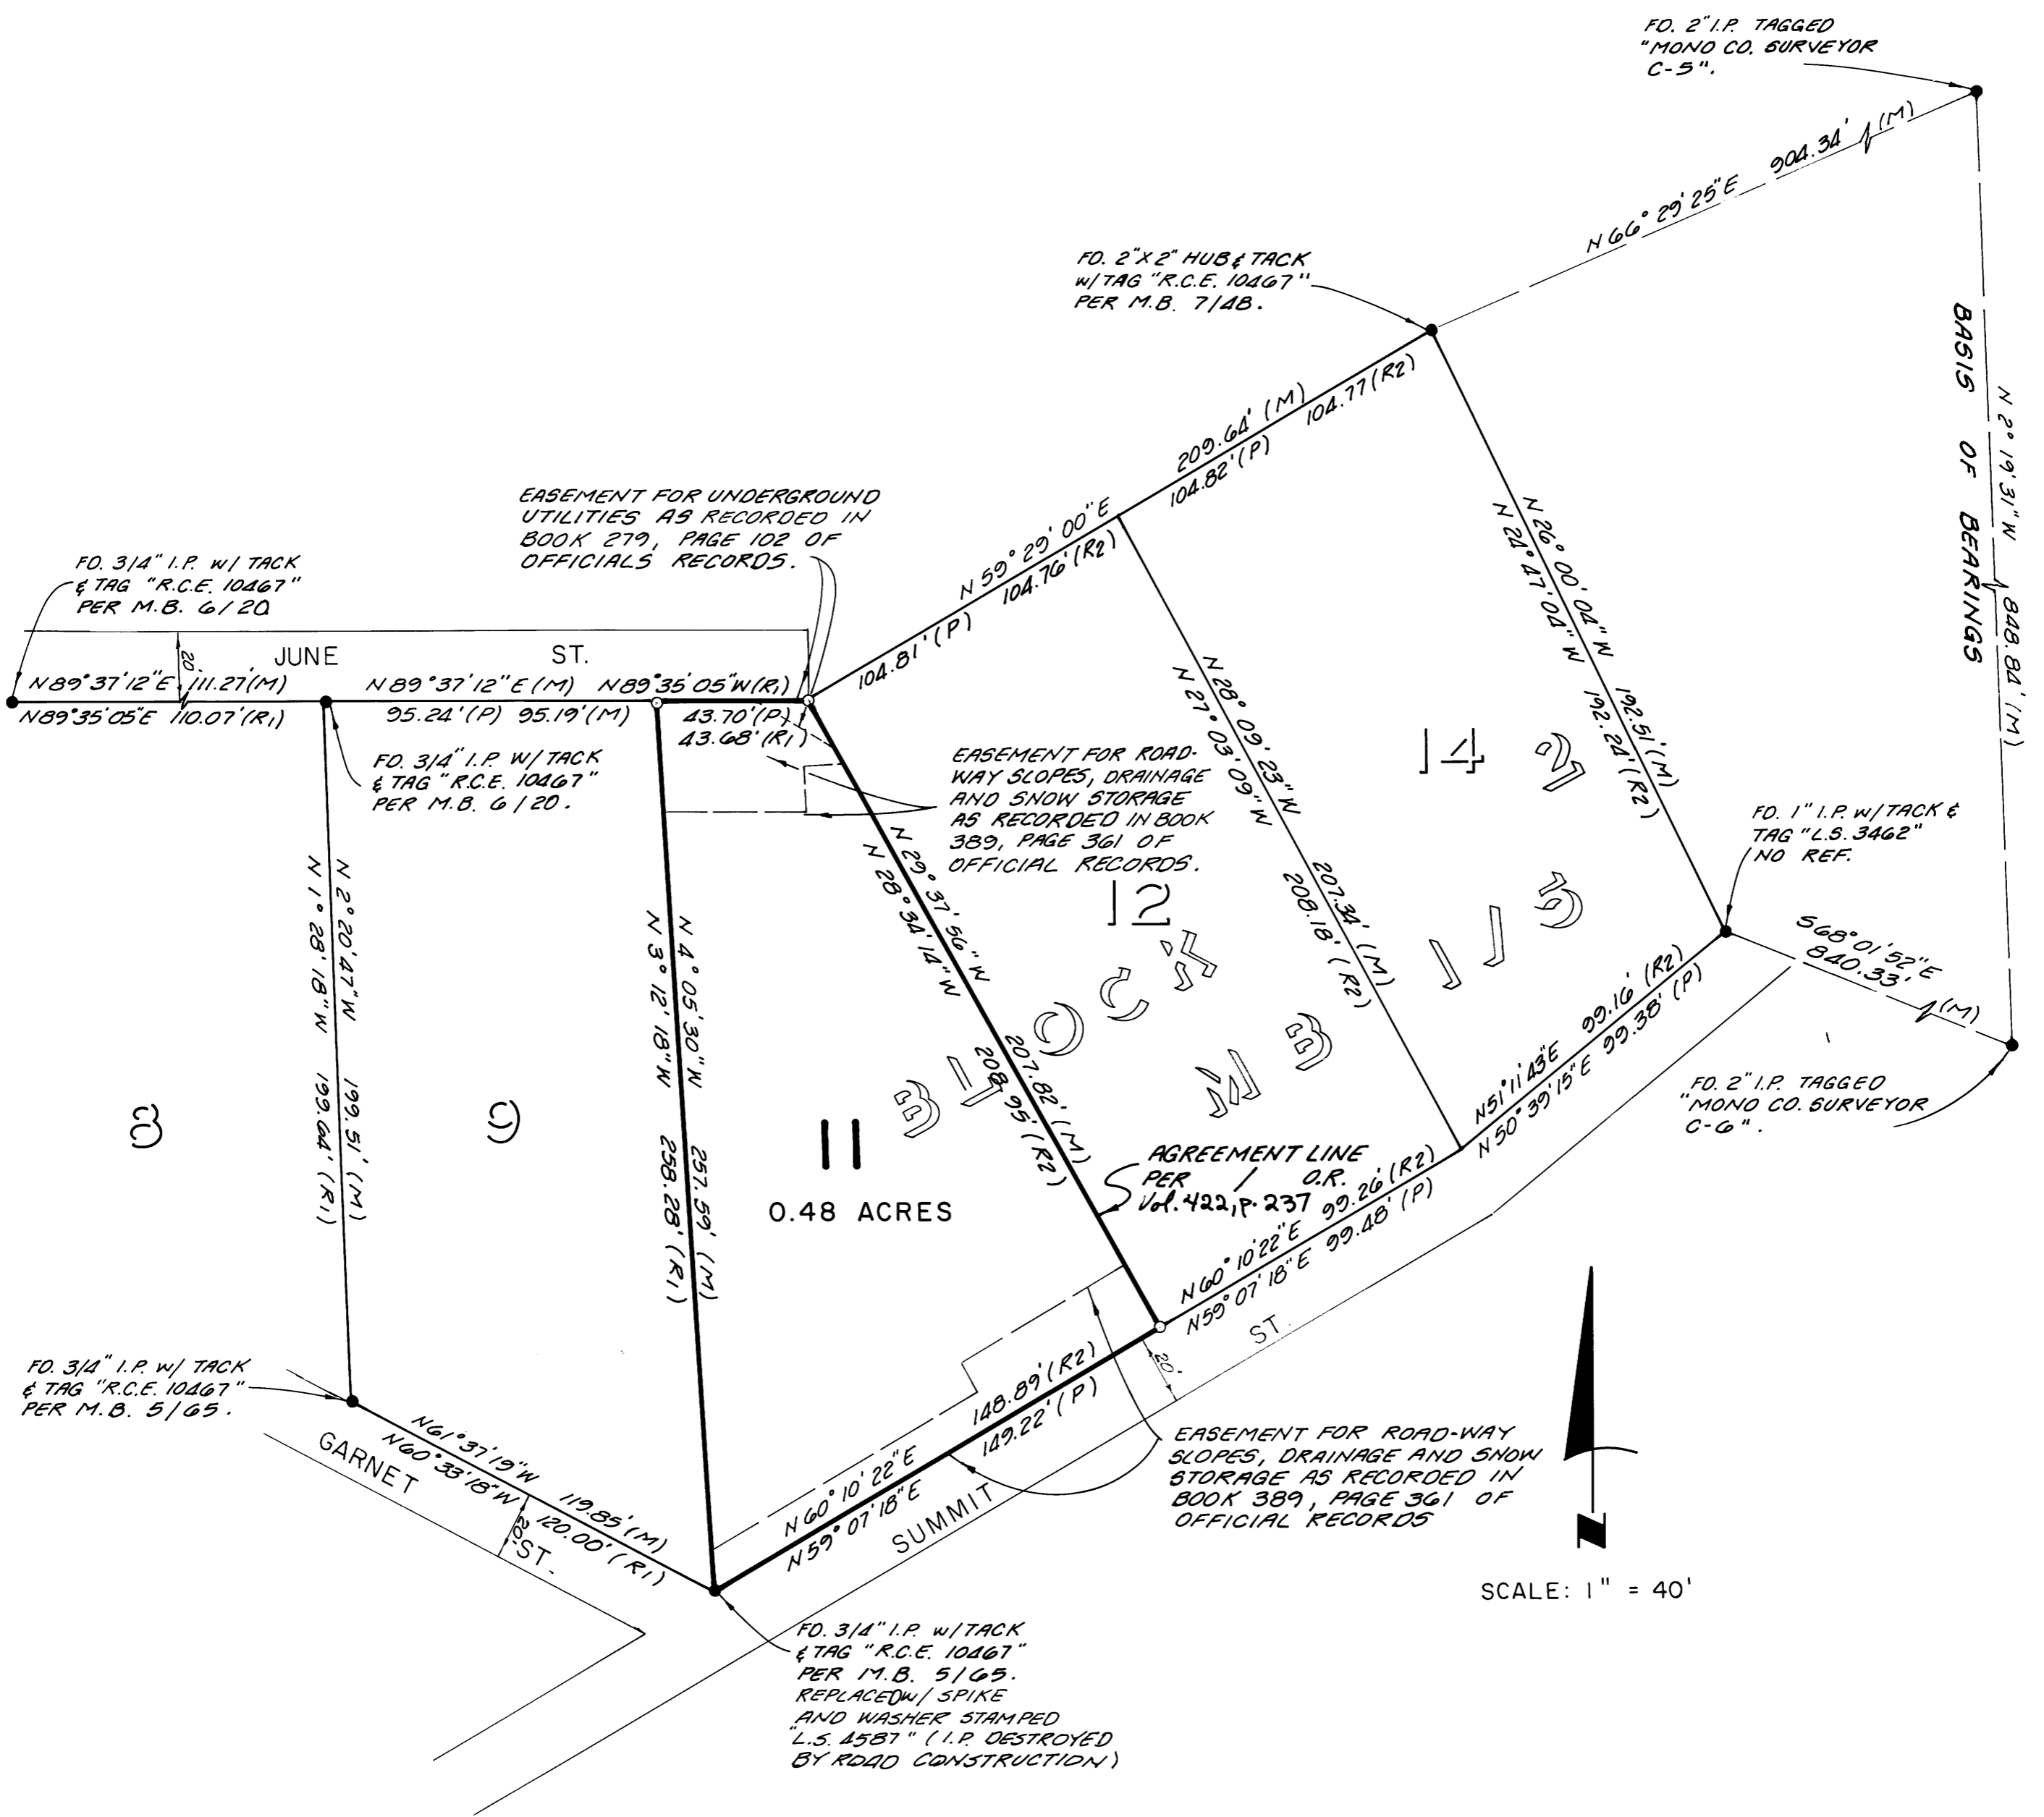 FD. 2" I.P. TAGGED
"MONO CO. SURVEYOR
C-5".
N 66° 29' 25" E 904.34' (M)
FD. 2" X 2" HUB & TACK
W/ TAG "R.C.E. 10467"
PER M.B. 7/48.
BASIS OF BEARINGS
N 2° 19' 31" W 848.84' (M)
209.64' (M)
104.77 (R2)
104.82' (P)
N 59° 29' 00" E
104.76' (R2)
104.81' (P)
EASEMENT FOR UNDERGROUND
UTILITIES AS RECORDED IN
BOOK 279, PAGE 102 OF
OFFICIALS RECORDS.
FD. 3/4" I.P. W/ TACK
& TAG "R.C.E. 10467"
PER M.B. 6/20
JUNE ST.
20'
N89°37'12"E 111.27(M)
N89°35'05"E 110.07'(R1)
N 89°37'12"E (M) N89°35'05"W(R1)
95.24'(P) 95.19'(M)
43.70'(P)
43.68'(R1)
FD. 3/4" I.P. W/ TACK
& TAG "R.C.E. 10467"
PER M.B. 6/20.
EASEMENT FOR ROAD-
WAY SLOPES, DRAINAGE
AND SNOW STORAGE
AS RECORDED IN BOOK
389, PAGE 361 OF
OFFICIAL RECORDS.
N 26° 00' 04" W 192.51' (M)
N 24° 47' 04" W 192.24' (R2)
N 28° 09' 23" W 207.34' (M)
N 27° 03' 09" W 208.18' (R2)
N 29° 37' 56" W 207.82' (M)
N 28° 34' 14" W 208.95' (R2)
N 4° 05' 30" W 257.59' (M)
N 3° 12' 18" W 258.28' (R1)
N 2° 20' 47" W 199.51' (M)
N 1° 28' 18" W 199.64' (R1)
14
12
8
9
11
0.48 ACRES
BLOCK 2
M B 1 / 5
FD. 1" I.P. W/ TACK &
TAG "L.S. 3462"
NO REF.
S68°01'52"E
840.33' (M)
FD. 2" I.P. TAGGED
"MONO CO. SURVEYOR
C-6".
N51°11'43"E 99.16' (R2)
N 50° 39' 15" E 99.38' (P)
AGREEMENT LINE
PER / O.R.
Vol. 422, p. 237
N 60° 10' 22" E 99.26' (R2)
N59° 07' 18" E 99.48' (P)
SUMMIT ST.
20'
148.89' (R2)
149.22' (P)
N 60° 10' 22" E
N59° 07' 18" E
EASEMENT FOR ROAD-WAY
SLOPES, DRAINAGE AND SNOW
STORAGE AS RECORDED IN
BOOK 389, PAGE 361 OF
OFFICIAL RECORDS
FD. 3/4" I.P. W/ TACK
& TAG "R.C.E. 10467"
PER M.B. 5/65.
N61°37'19"W 119.85' (M)
N60°33'18"W 120.00' (R1)
GARNET ST.
20'
FD. 3/4" I.P. W/ TACK
& TAG "R.C.E. 10467"
PER M.B. 5/65.
REPLACED W/ SPIKE
AND WASHER STAMPED
"L.S. 4587" (I.P. DESTROYED
BY ROAD CONSTRUCTION)
N
SCALE: 1" = 40'